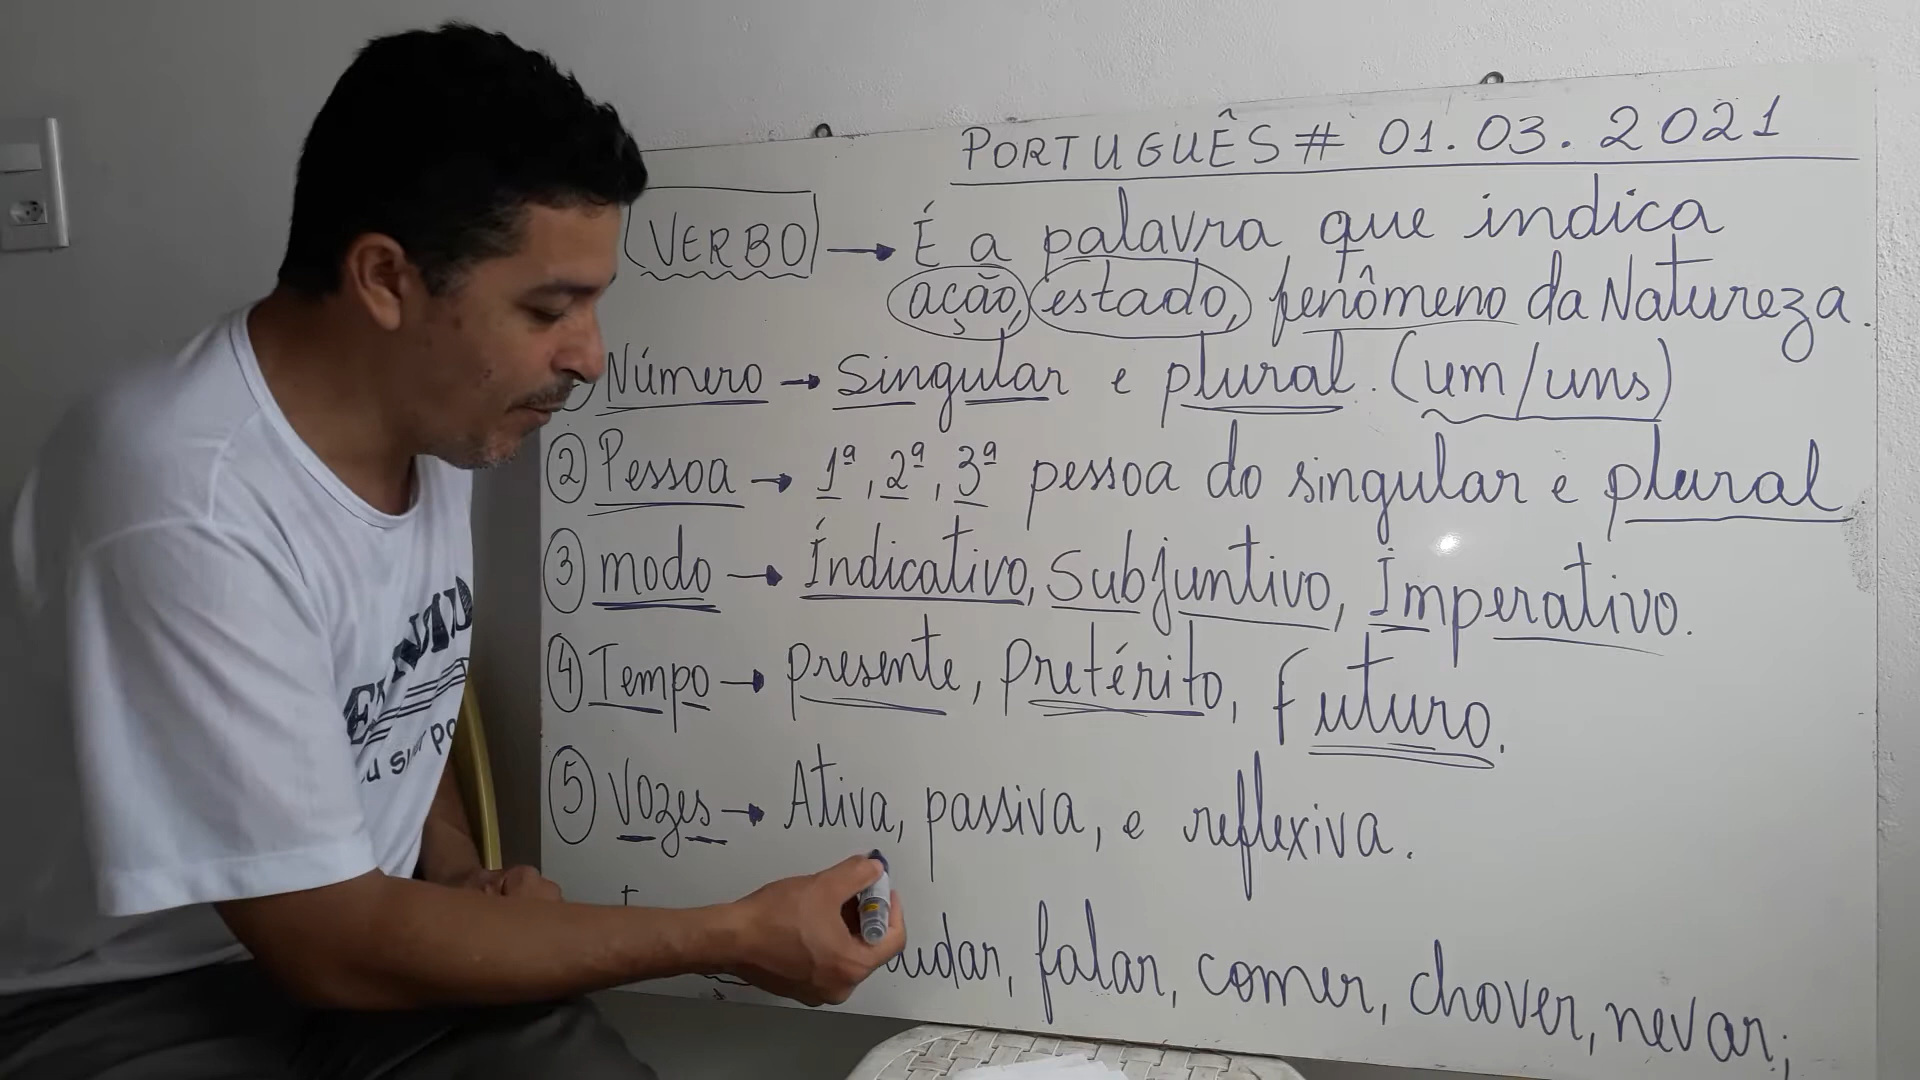 PORTUGUÊS # 01.03.2021
VERBO → É a palavra que indica
ação, estado, fenômeno da Natureza.
Número → Singular e plural. (um/uns)
② Pessoa → 1ª, 2ª, 3ª pessoa do singular e plural
③ modo → Indicativo, Subjuntivo, Imperativo.
④ Tempo → presente, pretérito, Futuro.
⑤ Vozes → Ativa, passiva, e reflexiva.
falar, comer, chover, nevar;